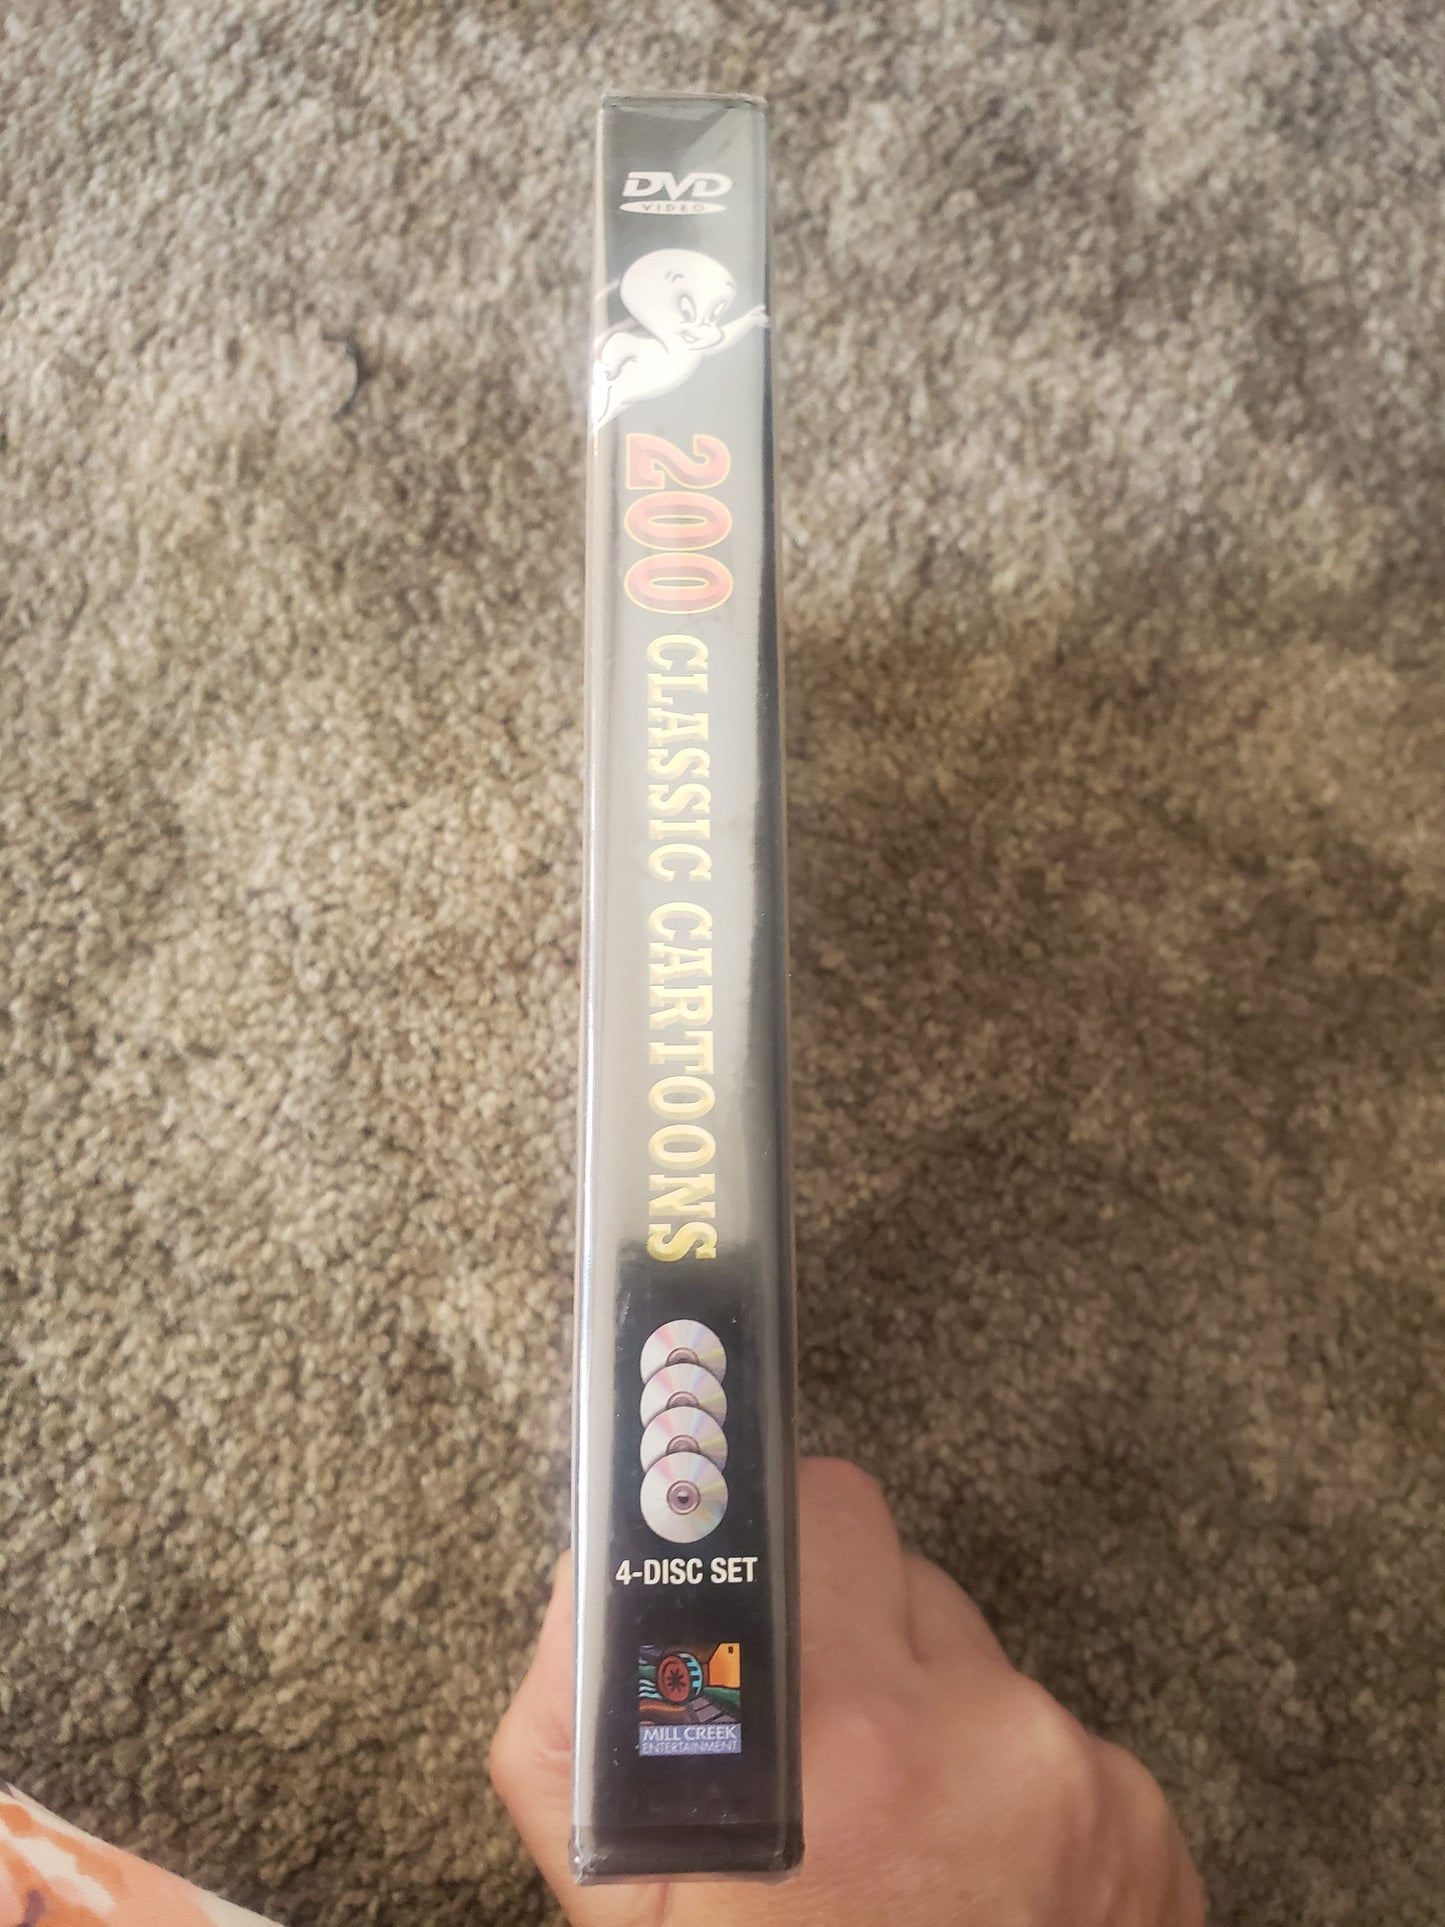 DVD
VIDEO
200 CLASSIC CARTOONS
4-DISC SET
MILL CREEK
ENTERTAINMENT